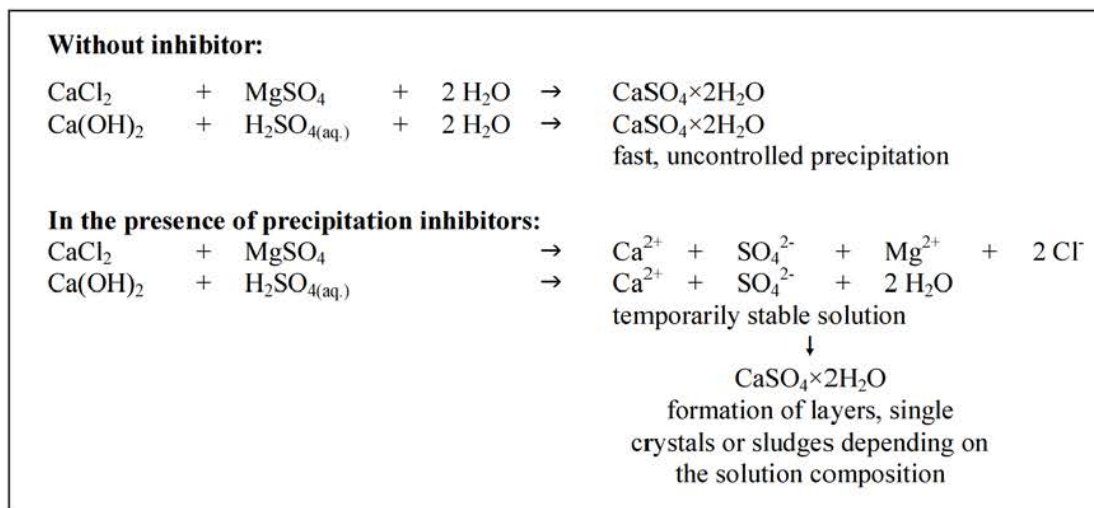 Without inhibitor:
CaCl₂ + MgSO₄ + 2 H₂O → CaSO₄×2H₂O
Ca(OH)₂ + H₂SO₄(aq.) + 2 H₂O → CaSO₄×2H₂O
fast, uncontrolled precipitation
In the presence of precipitation inhibitors:
CaCl₂ + MgSO₄ → Ca²⁺ + SO₄²⁻ + Mg²⁺ + 2 Cl⁻
Ca(OH)₂ + H₂SO₄(aq.) → Ca²⁺ + SO₄²⁻ + 2 H₂O
temporarily stable solution
↓
CaSO₄×2H₂O
formation of layers, single
crystals or sludges depending on
the solution composition